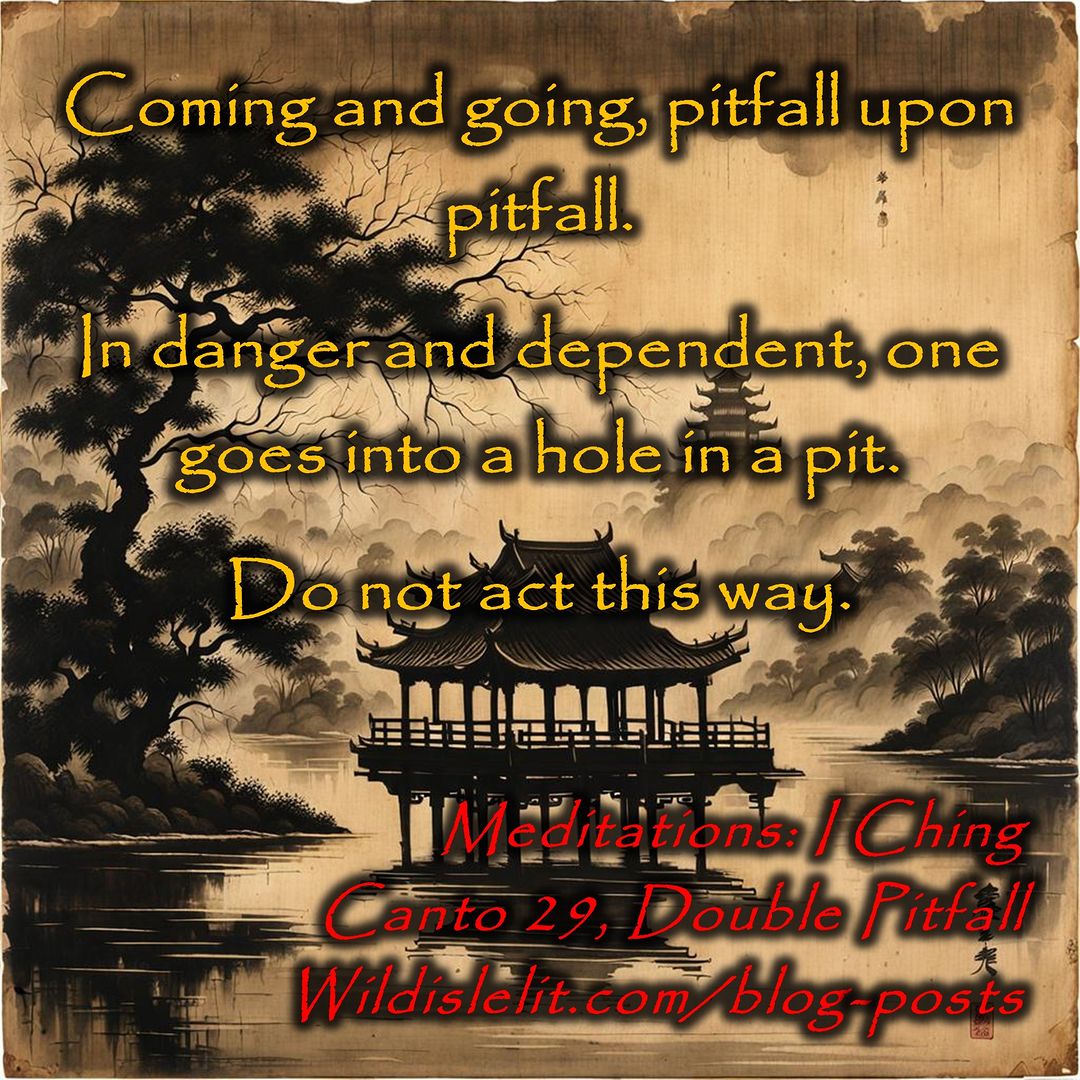 Coming and going, pitfall upon
pitfall.
In danger and dependent, one
goes into a hole in a pit.
Do not act this way.
Meditations: I Ching
Canto 29, Double Pitfall
Wildislelit.com/blog-posts